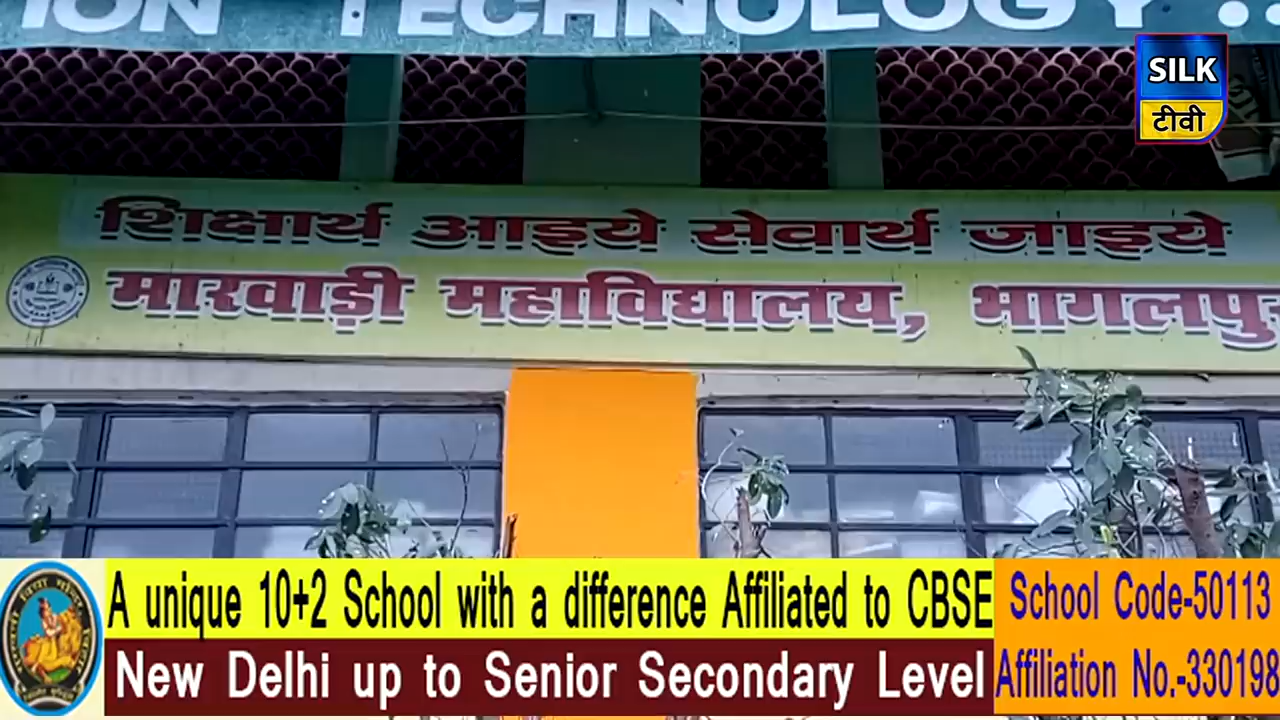 ION TECHNOLOGY :
SILK
टीवी
शिक्षार्थ आइये सेवार्थ जाइये
मारवाड़ी महाविद्यालय, भागलपु
A unique 10+2 School with a difference Affiliated to CBSE
New Delhi up to Senior Secondary Level
School Code-50113
Affiliation No.-330198